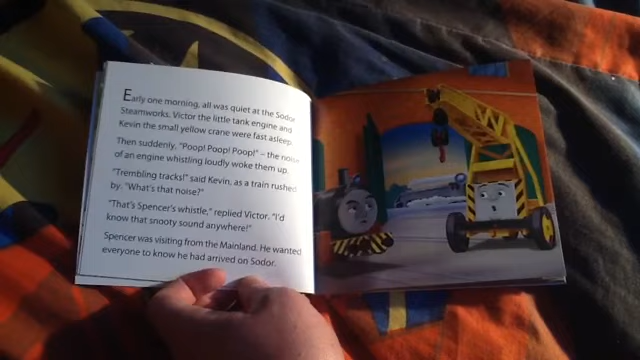 Early one morning, all was quiet at the Sodor
Steamworks. Victor the little tank engine and
Kevin the small yellow crane were fast asleep.
Then suddenly, "Poop! Poop! Poop!" – the noise
of an engine whistling loudly woke them up.
"Trembling tracks!" said Kevin, as a train rushed
by. "What's that noise?"
"That's Spencer's whistle," replied Victor. "I'd
know that snooty sound anywhere!"
Spencer was visiting from the Mainland. He wanted
everyone to know he had arrived on Sodor.